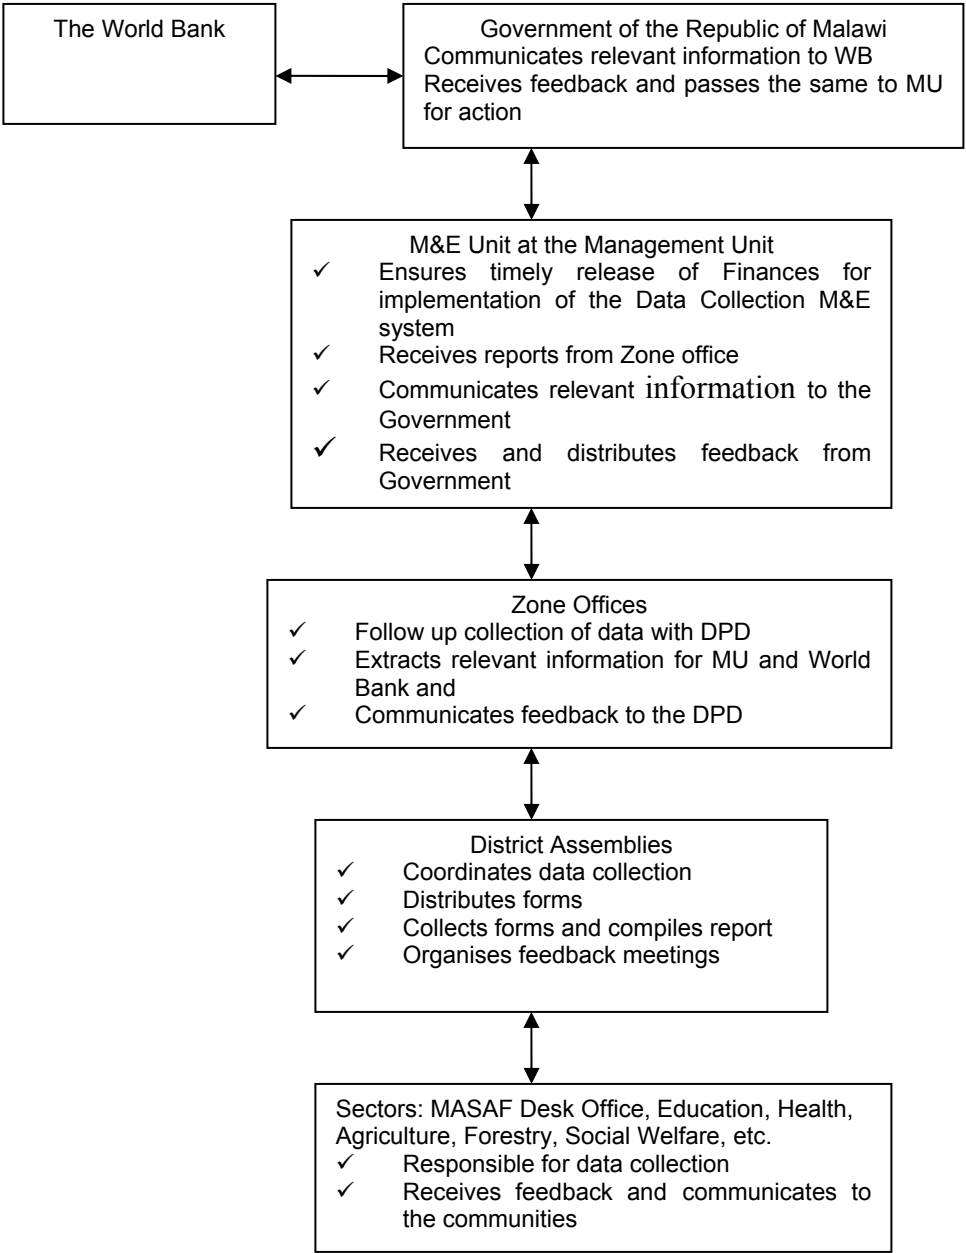 The World Bank
Government of the Republic of Malawi
Communicates relevant information to WB
Receives feedback and passes the same to MU
for action
M&E Unit at the Management Unit
✓ Ensures timely release of Finances for
implementation of the Data Collection M&E
system
✓ Receives reports from Zone office
✓ Communicates relevant information to the
Government
✓ Receives and distributes feedback from
Government
Zone Offices
✓ Follow up collection of data with DPD
✓ Extracts relevant information for MU and World
Bank and
✓ Communicates feedback to the DPD
District Assemblies
✓ Coordinates data collection
✓ Distributes forms
✓ Collects forms and compiles report
✓ Organises feedback meetings
Sectors: MASAF Desk Office, Education, Health,
Agriculture, Forestry, Social Welfare, etc.
✓ Responsible for data collection
✓ Receives feedback and communicates to
the communities